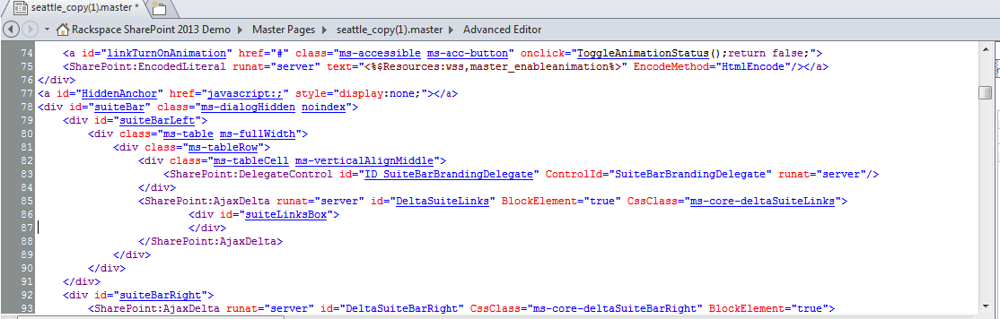 seattle_copy(1).master *
Rackspace SharePoint 2013 Demo Master Pages seattle_copy(1).master Advanced Editor
74 <a id="linkTurnOnAnimation" href="#" class="ms-accessible ms-acc-button" onclick="ToggleAnimationStatus();return false;">
75 <SharePoint:EncodedLiteral runat="server" text="<%$Resources:wss,master_enableanimation%>" EncodeMethod="HtmlEncode"/></a>
76 </div>
77 <a id="HiddenAnchor" href="javascript:;" style="display:none;"></a>
78 <div id="suiteBar" class="ms-dialogHidden noindex">
79 <div id="suiteBarLeft">
80 <div class="ms-table ms-fullWidth">
81 <div class="ms-tableRow">
82 <div class="ms-tableCell ms-verticalAlignMiddle">
83 <SharePoint:DelegateControl id="ID_SuiteBarBrandingDelegate" ControlId="SuiteBarBrandingDelegate" runat="server"/>
84 </div>
85 <SharePoint:AjaxDelta runat="server" id="DeltaSuiteLinks" BlockElement="true" CssClass="ms-core-deltaSuiteLinks">
86 <div id="suiteLinksBox">
87 </div>
88 </SharePoint:AjaxDelta>
89 </div>
90 </div>
91 </div>
92 <div id="suiteBarRight">
93 <SharePoint:AjaxDelta runat="server" id="DeltaSuiteBarRight" CssClass="ms-core-deltaSuiteBarRight" BlockElement="true">